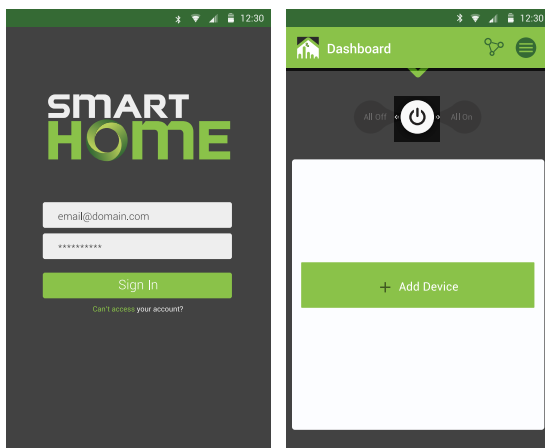 12:30
SMART
HOME
email@domain.com
**********
Sign In
Can't access your account?
12:30
Dashboard
All Off
All On
+ Add Device